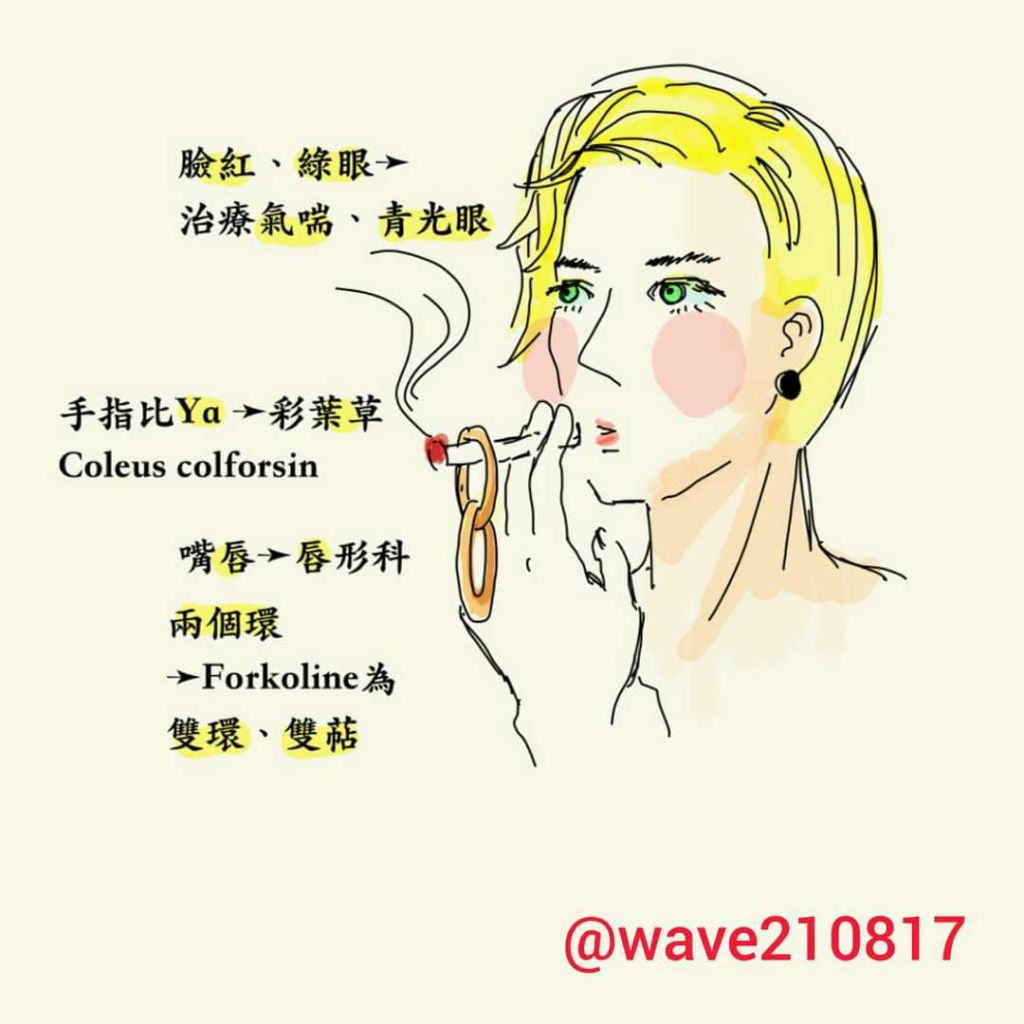 臉紅、綠眼→
治療氣喘、青光眼
手指比Ya→彩葉草
Coleus colforsin
嘴唇→唇形科
兩個環
→Forkoline為
雙環、雙萜
@wave210817